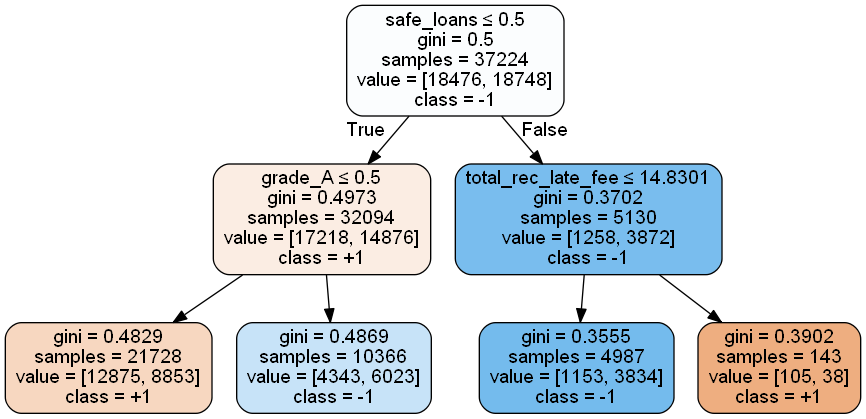 safe_loans ≤ 0.5
gini = 0.5
samples = 37224
value = [18476, 18748]
class = -1
True
False
grade_A ≤ 0.5
gini = 0.4973
samples = 32094
value = [17218, 14876]
class = +1
total_rec_late_fee ≤ 14.8301
gini = 0.3702
samples = 5130
value = [1258, 3872]
class = -1
gini = 0.4829
samples = 21728
value = [12875, 8853]
class = +1
gini = 0.4869
samples = 10366
value = [4343, 6023]
class = -1
gini = 0.3555
samples = 4987
value = [1153, 3834]
class = -1
gini = 0.3902
samples = 143
value = [105, 38]
class = +1